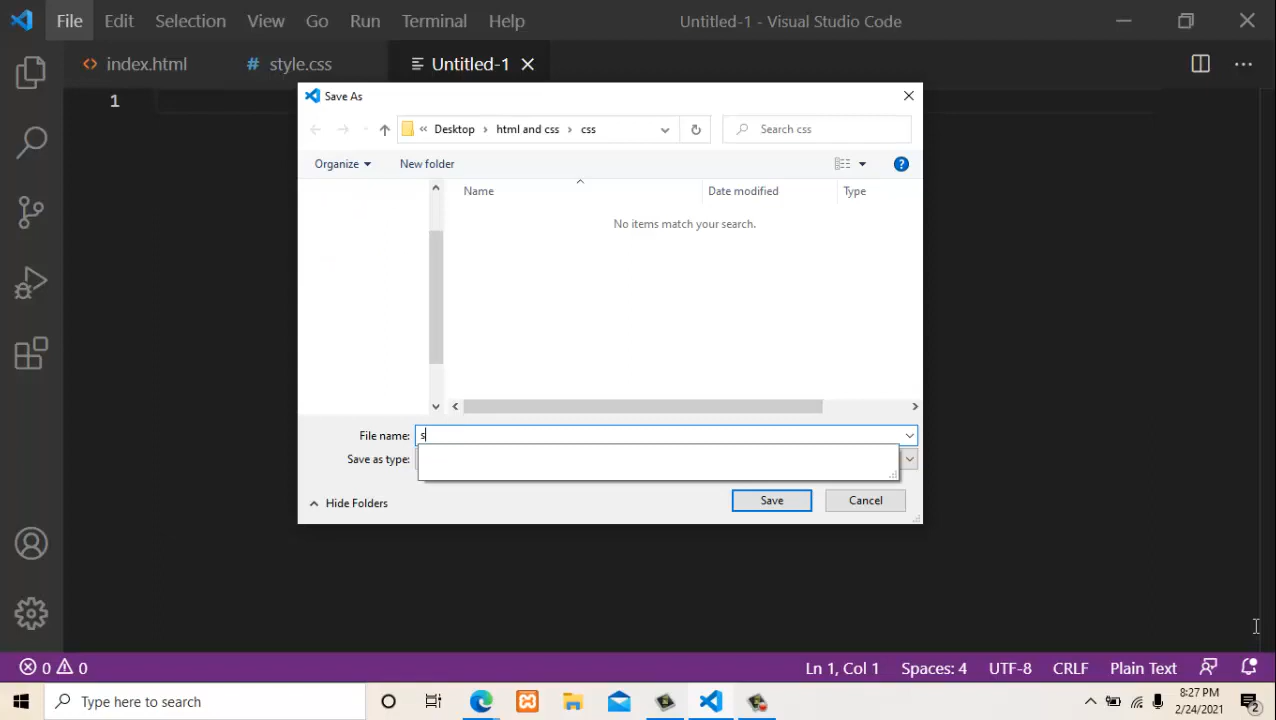 File Edit Selection View Go Run Terminal Help Untitled-1 - Visual Studio Code
<> index.html # style.css Untitled-1
1
Save As
« Desktop › html and css › css Search css
Organize New folder ?
Name Date modified Type
No items match your search.
File name: s
Save as type:
Hide Folders Save Cancel
0 0 Ln 1, Col 1 Spaces: 4 UTF-8 CRLF Plain Text
Type here to search 8:27 PM
2/24/2021 2